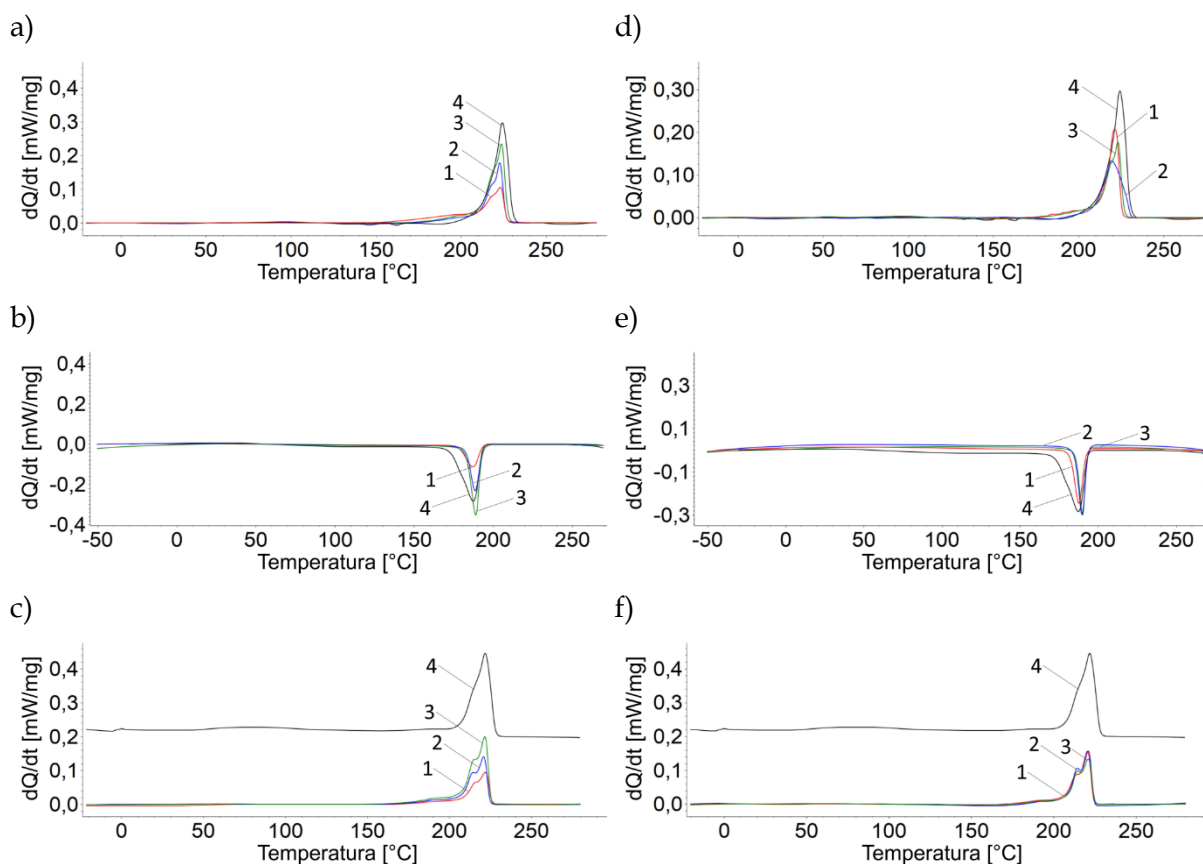 a)
dQ/dt [mW/mg]
0,4
0,3
0,2
0,1
0,0
4
3
2
1
0 50 100 150 200 250
Temperatura [°C]
d)
dQ/dt [mW/mg]
0,30
0,20
0,10
0,00
4
1
3
2
0 50 100 150 200 250
Temperatura [°C]
b)
dQ/dt [mW/mg]
0,4
0,2
0,0
-0,2
-0,4
1
2
4
3
-50 0 50 100 150 200 250
Temperatura [°C]
e)
dQ/dt [mW/mg]
0,3
0,1
-0,1
-0,3
2
3
1
4
-50 0 50 100 150 200 250
Temperatura [°C]
c)
dQ/dt [mW/mg]
0,4
0,3
0,2
0,1
0,0
4
3
2
1
0 50 100 150 200 250
Temperatura [°C]
f)
dQ/dt [mW/mg]
0,4
0,3
0,2
0,1
0,0
4
2
3
1
0 50 100 150 200 250
Temperatura [°C]